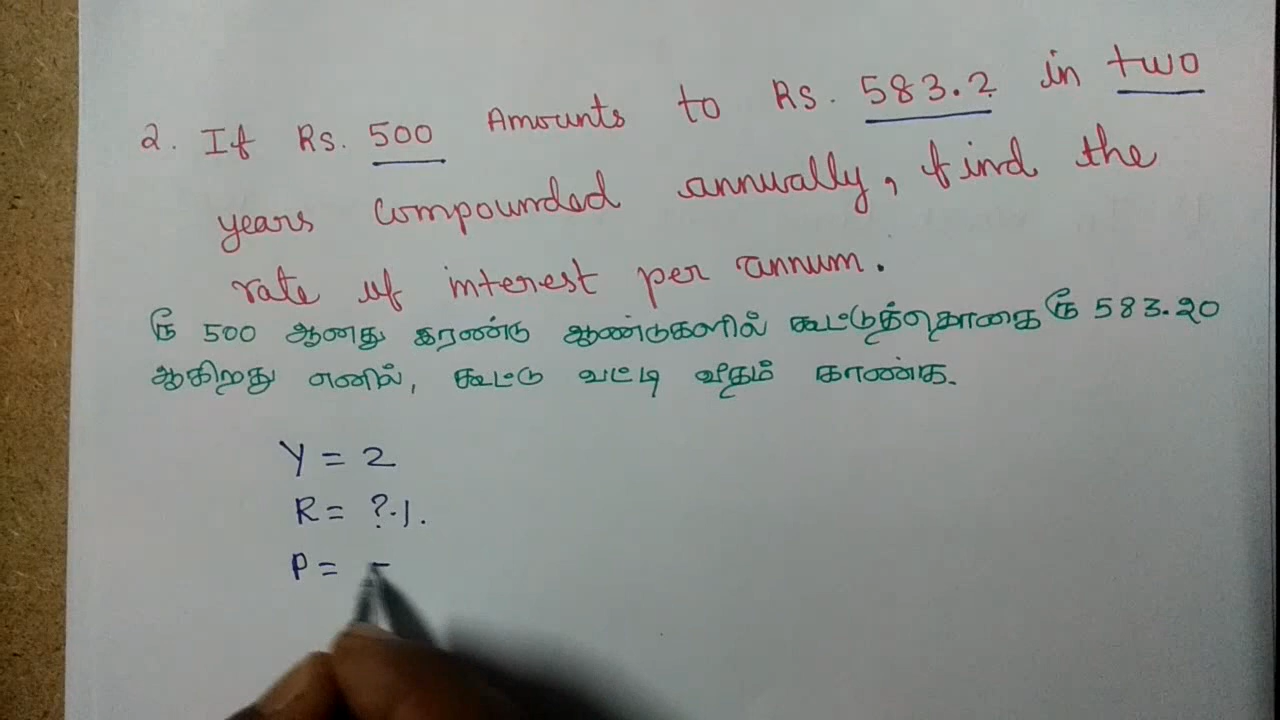 2. If Rs. 500 Amounts to Rs. 583.2 in two
years compounded annually, find the
rate of interest per annum.
ரூ 500 ஆனது இரண்டு ஆண்டுகளில் கூட்டுத்தொகை ரூ 583.20
ஆகிறது எனில், கூட்டு வட்டி வீதம் காண்க.
Y = 2
R = ?.|.
P =